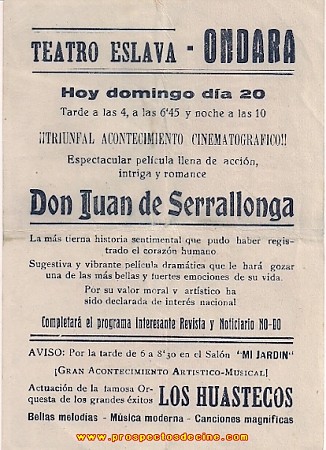 TEATRO ESLAVA - ONDARA
Hoy domingo día 20
Tarde a las 4, a las 6'45 y noche a las 10
¡¡TRIUNFAL ACONTECIMIENTO CINEMATOGRAFICO!!
Espectacular película llena de acción,
intriga y romance
Don Juan de Serrallonga
La más tierna historia sentimental que pudo haber regis-
trado el corazón humano.
Sugestiva y vibrante película dramática que le hará gozar
una de las más bellas y fuertes emociones de su vida.
Por su valor moral y artístico ha
sido declarada de interés nacional
Completará el programa Interesante Revista y Noticiario NO-DO
AVISO: Por la tarde de 6 a 8'30 en el Salón "MI JARDIN"
¡GRAN ACONTECIMIENTO ARTISTICO-MUSICAL!
Actuación de la famosa Or-
questa de los grandes éxitos LOS HUASTECOS
Bellas melodías - Música moderna - Canciones magníficas
www.prospectosdecine.com